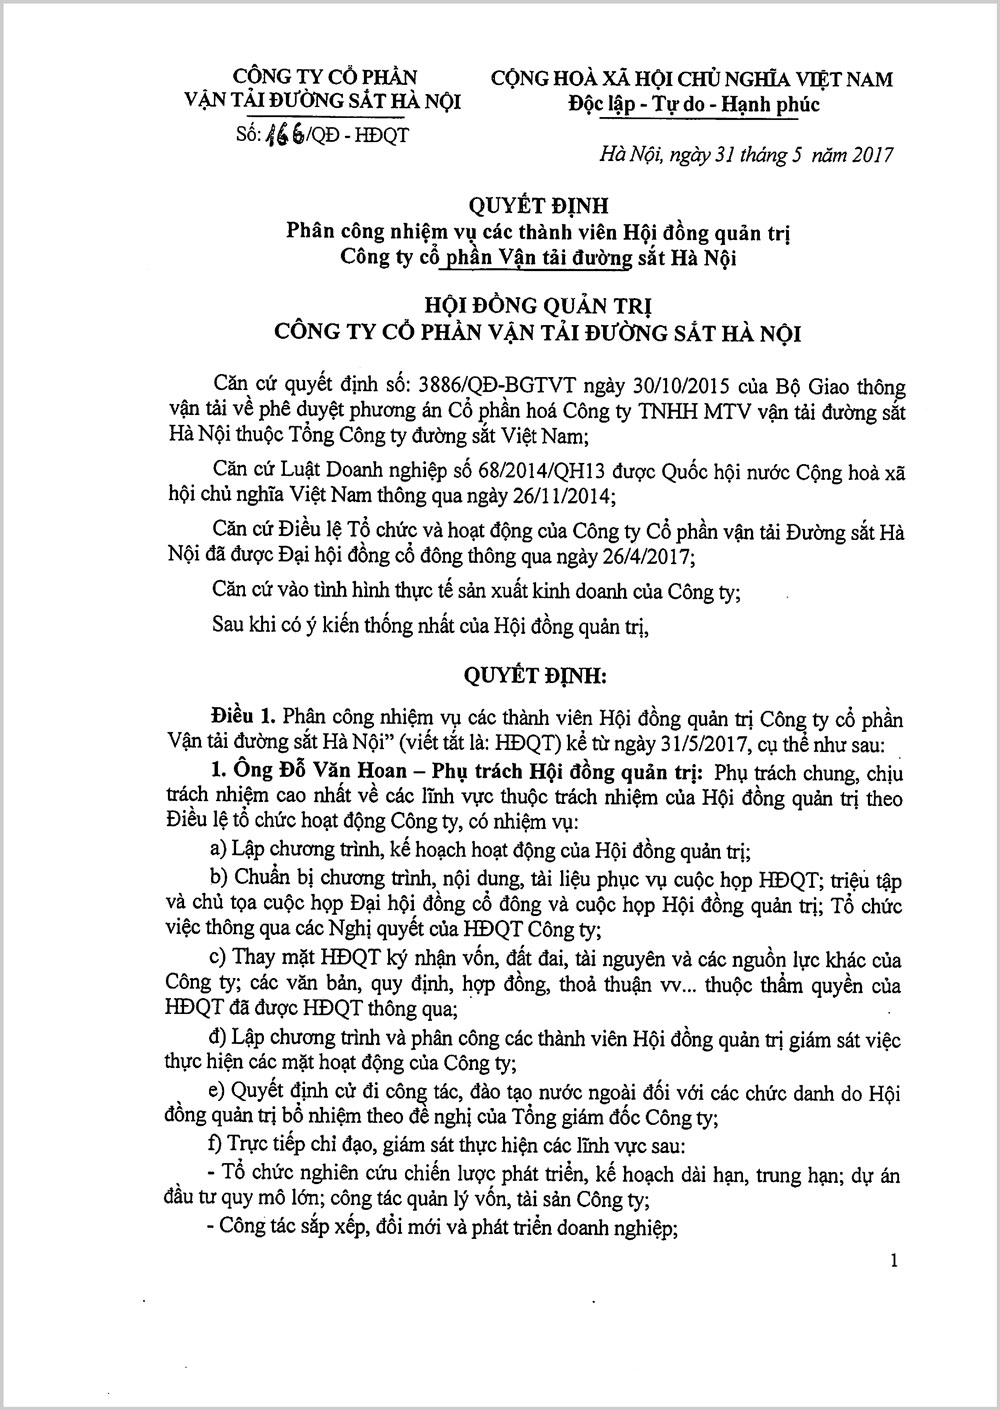 CÔNG TY CỔ PHẦN
VẬN TẢI ĐƯỜNG SẮT HÀ NỘI
Số: 166/QĐ - HĐQT
CỘNG HOÀ XÃ HỘI CHỦ NGHĨA VIỆT NAM
Độc lập - Tự do - Hạnh phúc
Hà Nội, ngày 31 tháng 5 năm 2017
QUYẾT ĐỊNH
Phân công nhiệm vụ các thành viên Hội đồng quản trị
Công ty cổ phần Vận tải đường sắt Hà Nội
HỘI ĐỒNG QUẢN TRỊ
CÔNG TY CỔ PHẦN VẬN TẢI ĐƯỜNG SẮT HÀ NỘI
Căn cứ quyết định số: 3886/QĐ-BGTVT ngày 30/10/2015 của Bộ Giao thông
vận tải về phê duyệt phương án Cổ phần hoá Công ty TNHH MTV vận tải đường sắt
Hà Nội thuộc Tổng Công ty đường sắt Việt Nam;
Căn cứ Luật Doanh nghiệp số 68/2014/QH13 được Quốc hội nước Cộng hoà xã
hội chủ nghĩa Việt Nam thông qua ngày 26/11/2014;
Căn cứ Điều lệ Tổ chức và hoạt động của Công ty Cổ phần vận tải Đường sắt Hà
Nội đã được Đại hội đồng cổ đông thông qua ngày 26/4/2017;
Căn cứ vào tình hình thực tế sản xuất kinh doanh của Công ty;
Sau khi có ý kiến thống nhất của Hội đồng quản trị,
QUYẾT ĐỊNH:
Điều 1. Phân công nhiệm vụ các thành viên Hội đồng quản trị Công ty cổ phần
Vận tải đường sắt Hà Nội” (viết tắt là: HĐQT) kể từ ngày 31/5/2017, cụ thể như sau:
1. Ông Đỗ Văn Hoan – Phụ trách Hội đồng quản trị: Phụ trách chung, chịu
trách nhiệm cao nhất về các lĩnh vực thuộc trách nhiệm của Hội đồng quản trị theo
Điều lệ tổ chức hoạt động Công ty, có nhiệm vụ:
a) Lập chương trình, kế hoạch hoạt động của Hội đồng quản trị;
b) Chuẩn bị chương trình, nội dung, tài liệu phục vụ cuộc họp HĐQT; triệu tập
và chủ tọa cuộc họp Đại hội đồng cổ đông và cuộc họp Hội đồng quản trị; Tổ chức
việc thông qua các Nghị quyết của HĐQT Công ty;
c) Thay mặt HĐQT ký nhận vốn, đất đai, tài nguyên và các nguồn lực khác của
Công ty; các văn bản, quy định, hợp đồng, thoả thuận vv... thuộc thẩm quyền của
HĐQT đã được HĐQT thông qua;
đ) Lập chương trình và phân công các thành viên Hội đồng quản trị giám sát việc
thực hiện các mặt hoạt động của Công ty;
e) Quyết định cử đi công tác, đào tạo nước ngoài đối với các chức danh do Hội
đồng quản trị bổ nhiệm theo đề nghị của Tổng giám đốc Công ty;
f) Trực tiếp chỉ đạo, giám sát thực hiện các lĩnh vực sau:
- Tổ chức nghiên cứu chiến lược phát triển, kế hoạch dài hạn, trung hạn; dự án
đầu tư quy mô lớn; công tác quản lý vốn, tài sản Công ty;
- Công tác sắp xếp, đổi mới và phát triển doanh nghiệp;
1